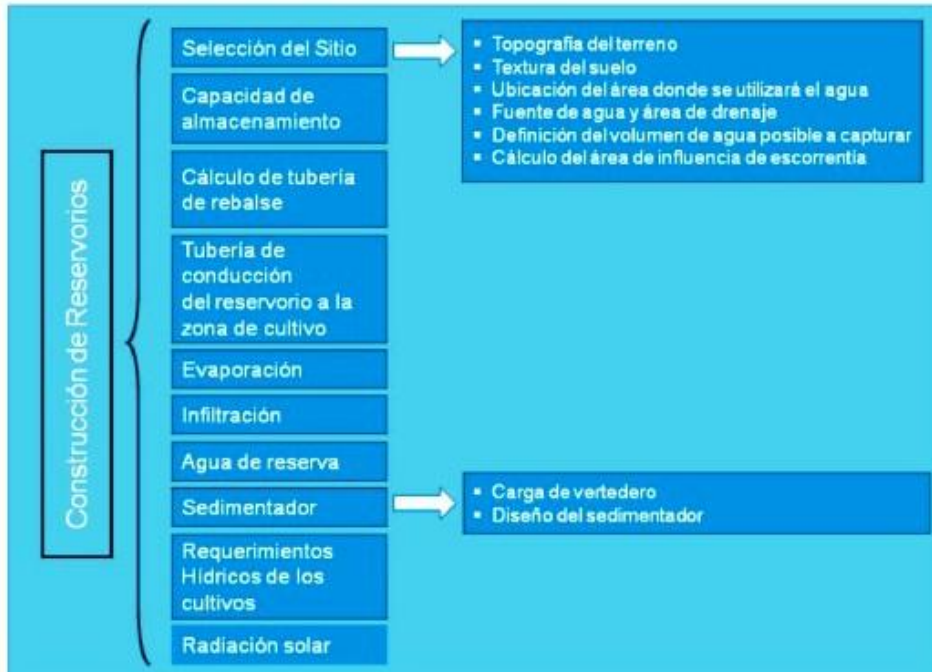 Construcción de Reservorios
Selección del Sitio
▪ Topografía del terreno
▪ Textura del suelo
▪ Ubicación del área donde se utilizará el agua
▪ Fuente de agua y área de drenaje
▪ Definición del volumen de agua posible a capturar
▪ Cálculo del área de influencia de escorrentía
Capacidad de
almacenamiento
Cálculo de tubería
de rebalse
Tubería de
conducción
del reservorio a la
zona de cultivo
Evaporación
Infiltración
Agua de reserva
Sedimentador
▪ Carga de vertedero
▪ Diseño del sedimentador
Requerimientos
Hídricos de los
cultivos
Radiación solar